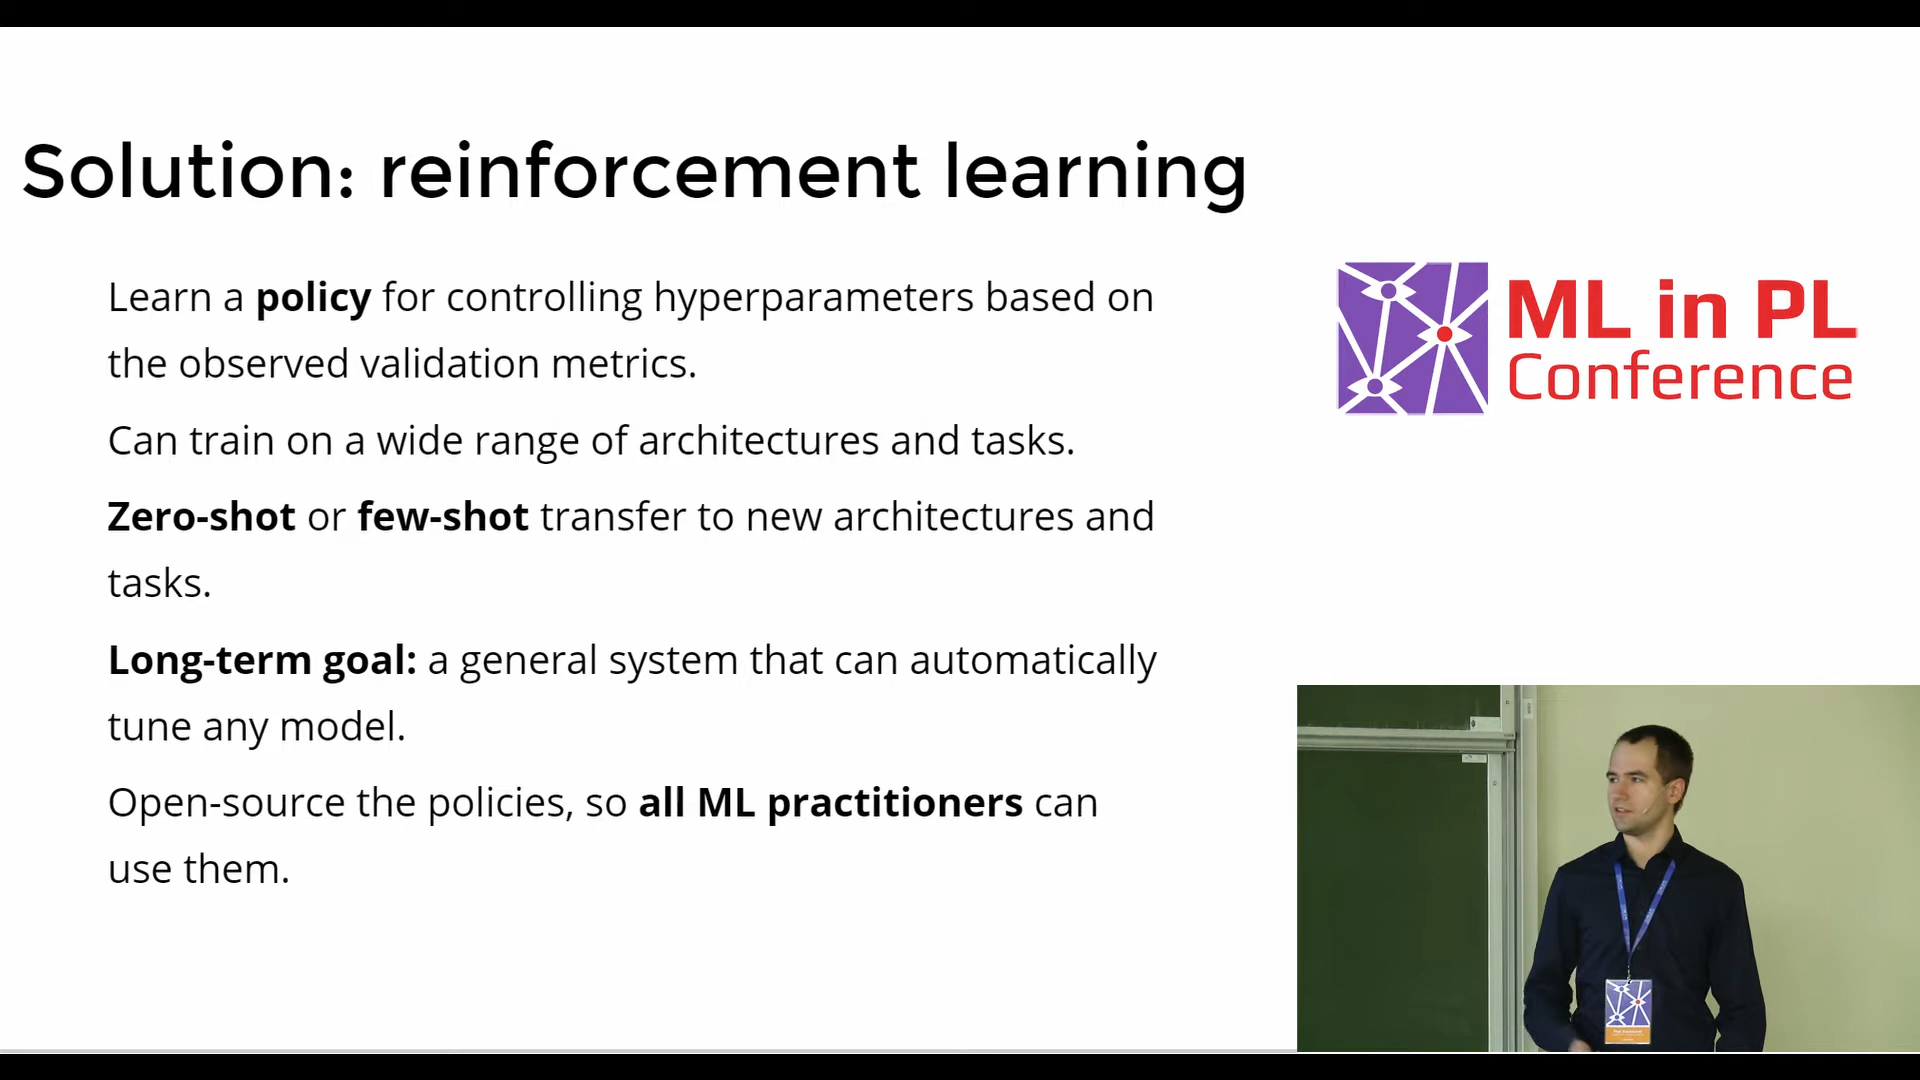 Solution: reinforcement learning
Learn a policy for controlling hyperparameters based on
the observed validation metrics.
Can train on a wide range of architectures and tasks.
Zero-shot or few-shot transfer to new architectures and
tasks.
Long-term goal: a general system that can automatically
tune any model.
Open-source the policies, so all ML practitioners can
use them.
ML in PL
Conference